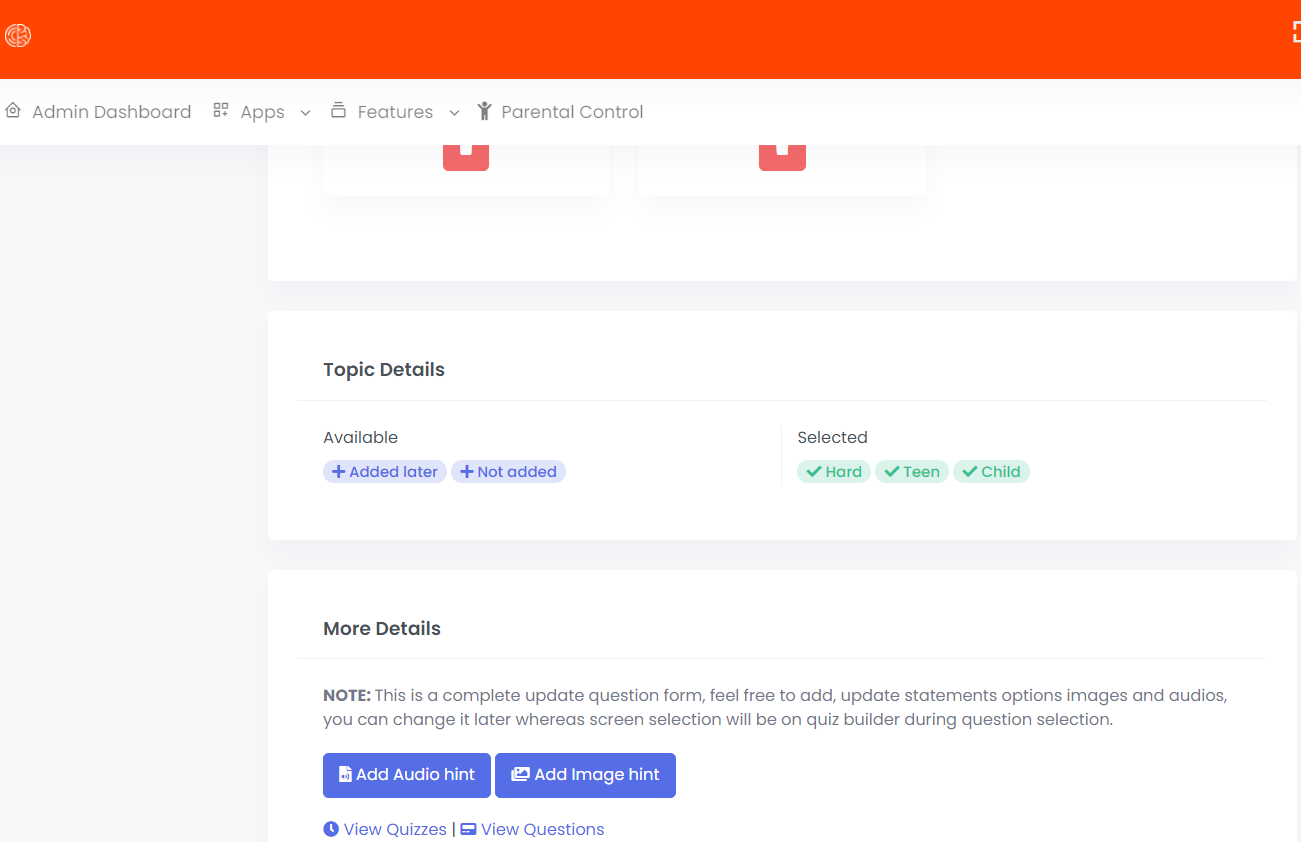 Admin Dashboard Apps Features Parental Control
Topic Details
Available
Selected
Added later Not added
Hard Teen Child
More Details
NOTE: This is a complete update question form, feel free to add, update statements options images and audios,
you can change it later whereas screen selection will be on quiz builder during question selection.
Add Audio hint Add Image hint
View Quizzes | View Questions